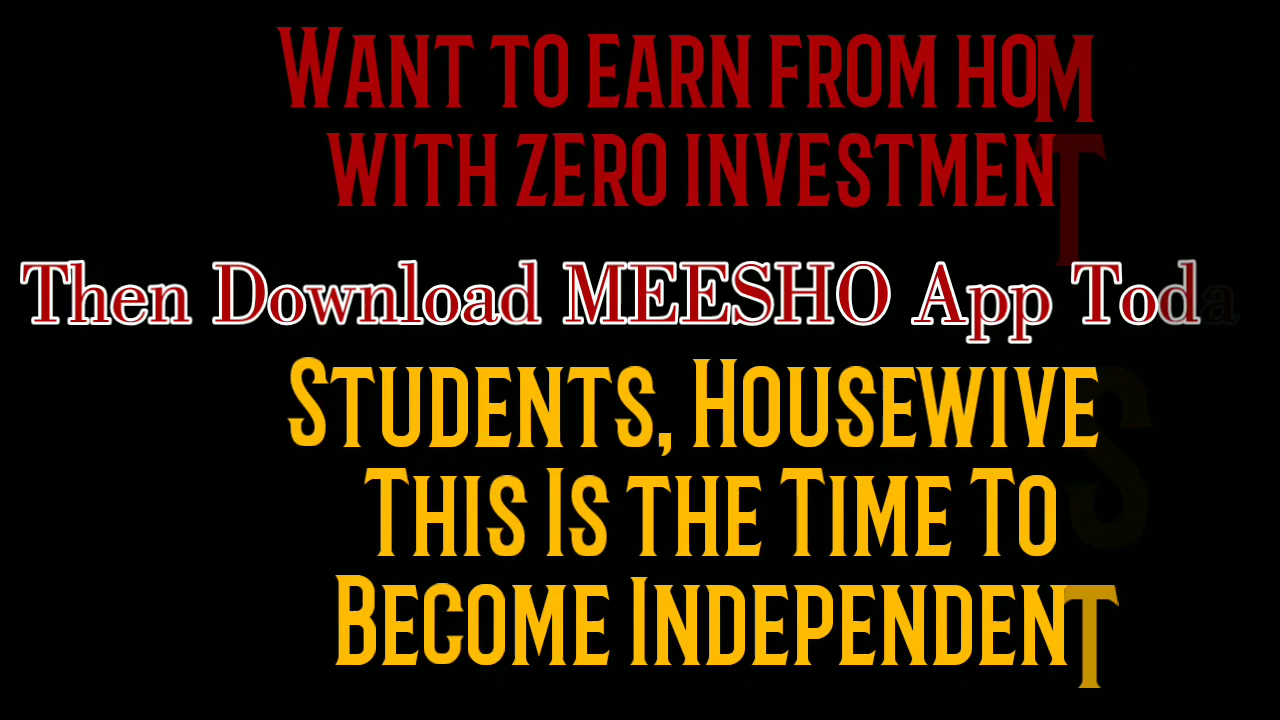 WANT TO EARN FROM HOM
WITH ZERO INVESTMENT
Then Download MEESHO App Toda
STUDENTS, HOUSEWIVES
THIS IS THE TIME TO
BECOME INDEPENDENT